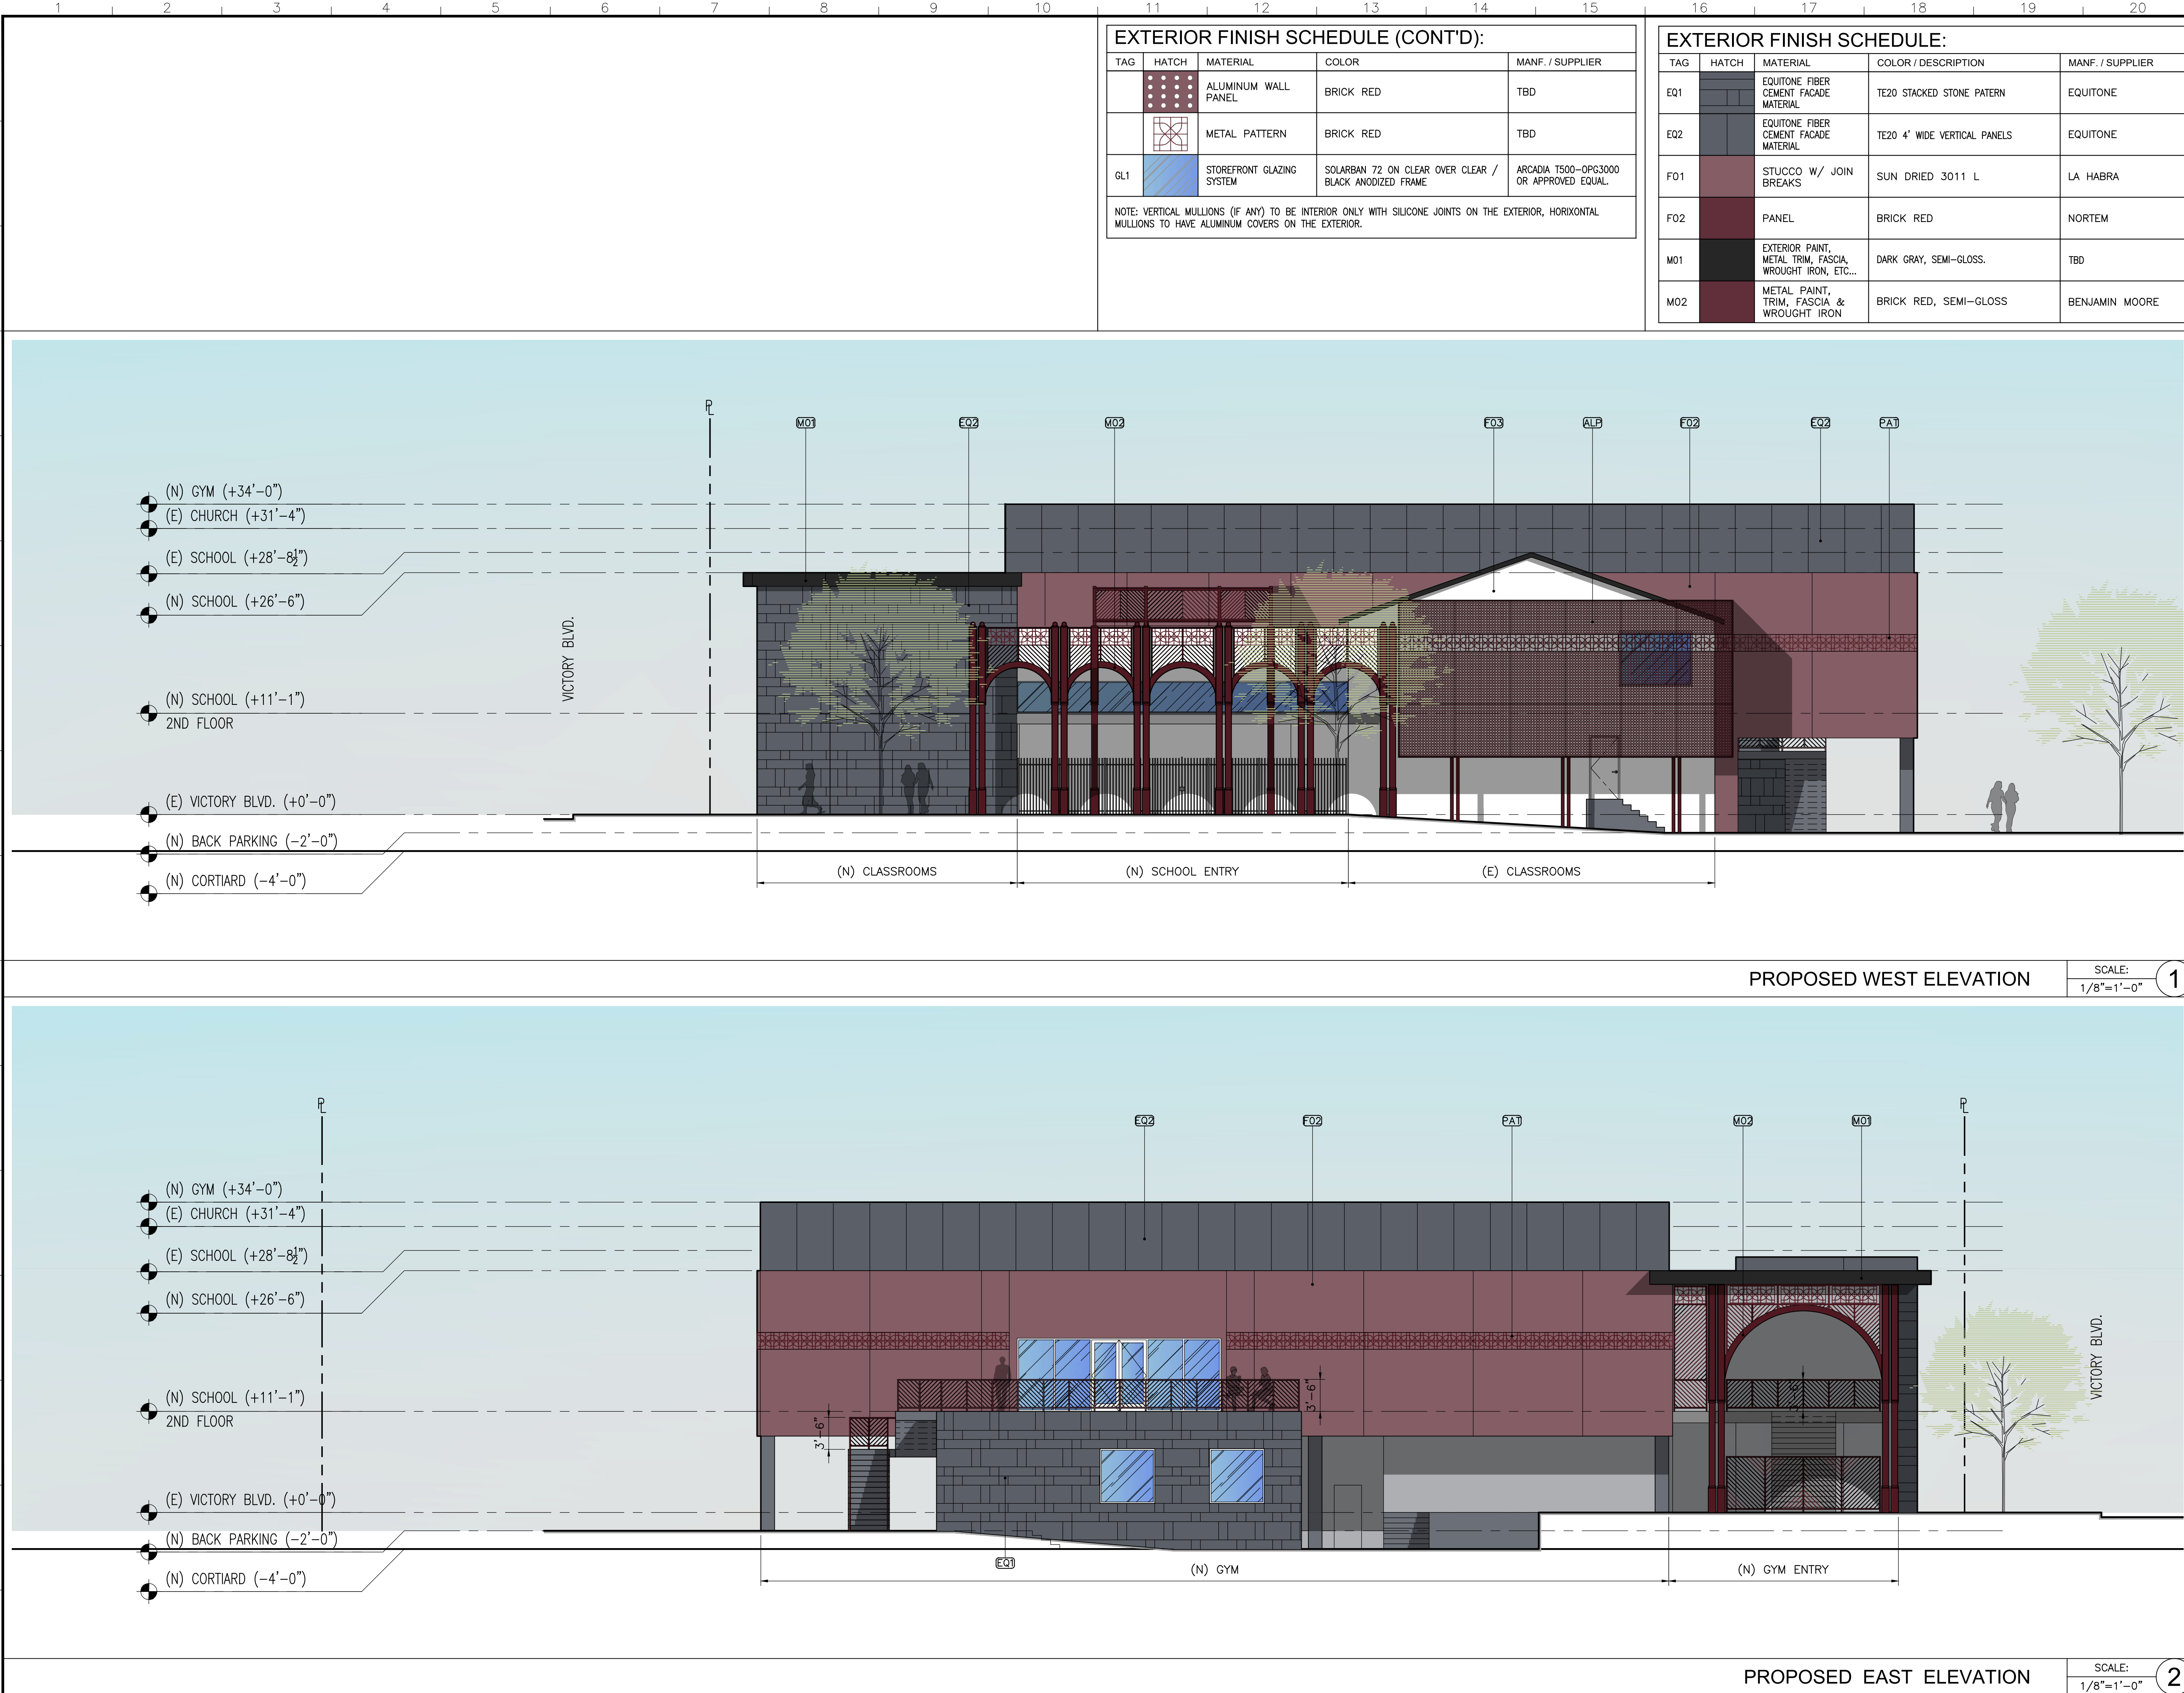 1 2 3 4 5 6 7 8 9 10 11 12 13 14 15 16 17 18 19 20
EXTERIOR FINISH SCHEDULE (CONT'D):
TAG HATCH MATERIAL COLOR MANF. / SUPPLIER
ALUMINUM WALL
PANEL
BRICK RED
TBD
METAL PATTERN
BRICK RED
TBD
GL1
STOREFRONT GLAZING
SYSTEM
SOLARBAN 72 ON CLEAR OVER CLEAR /
BLACK ANODIZED FRAME
ARCADIA T500-OPG3000
OR APPROVED EQUAL.
NOTE: VERTICAL MULLIONS (IF ANY) TO BE INTERIOR ONLY WITH SILICONE JOINTS ON THE EXTERIOR, HORIXONTAL
MULLIONS TO HAVE ALUMINUM COVERS ON THE EXTERIOR.
EXTERIOR FINISH SCHEDULE:
TAG HATCH MATERIAL COLOR / DESCRIPTION MANF. / SUPPLIER
EQ1
EQUITONE FIBER
CEMENT FACADE
MATERIAL
TE20 STACKED STONE PATERN
EQUITONE
EQ2
EQUITONE FIBER
CEMENT FACADE
MATERIAL
TE20 4' WIDE VERTICAL PANELS
EQUITONE
F01
STUCCO W/ JOIN
BREAKS
SUN DRIED 3011 L
LA HABRA
F02
PANEL
BRICK RED
NORTEM
M01
EXTERIOR PAINT,
METAL TRIM, FASCIA,
WROUGHT IRON, ETC...
DARK GRAY, SEMI-GLOSS.
TBD
M02
METAL PAINT,
TRIM, FASCIA &
WROUGHT IRON
BRICK RED, SEMI-GLOSS
BENJAMIN MOORE
PL
M01 EQ2 M02 F03 ALP F02 EQ2 PAT
(N) GYM (+34'-0")
(E) CHURCH (+31'-4")
(E) SCHOOL (+28'-8½")
(N) SCHOOL (+26'-6")
VICTORY BLVD.
(N) SCHOOL (+11'-1")
2ND FLOOR
(E) VICTORY BLVD. (+0'-0")
(N) BACK PARKING (-2'-0")
(N) CORTIARD (-4'-0")
(N) CLASSROOMS (N) SCHOOL ENTRY (E) CLASSROOMS
PROPOSED WEST ELEVATION
SCALE:
1/8"=1'-0"
1
PL PL
EQ2 F02 PAT M02 M01
(N) GYM (+34'-0")
(E) CHURCH (+31'-4")
(E) SCHOOL (+28'-8½")
(N) SCHOOL (+26'-6")
VICTORY BLVD.
3'-6"
3'-6"
3'-6"
(N) SCHOOL (+11'-1")
2ND FLOOR
(E) VICTORY BLVD. (+0'-0")
(N) BACK PARKING (-2'-0")
(N) CORTIARD (-4'-0")
EQ1
(N) GYM (N) GYM ENTRY
PROPOSED EAST ELEVATION
SCALE:
1/8"=1'-0"
2